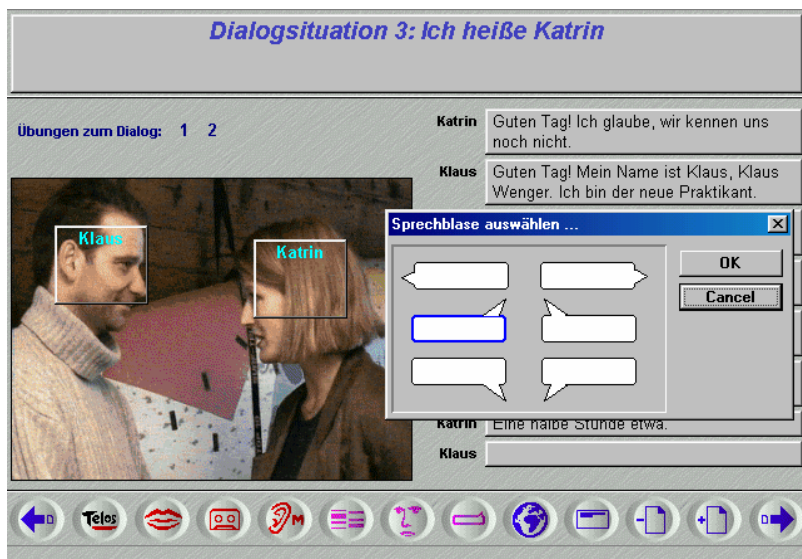 Dialogsituation 3: Ich heiße Katrin
Übungen zum Dialog: 1 2
Katrin
Guten Tag! Ich glaube, wir kennen uns
noch nicht.
Klaus
Guten Tag! Mein Name ist Klaus, Klaus
Wenger. Ich bin der neue Praktikant.
Klaus
Katrin
Sprechblase auswählen ...
OK
Cancel
Katrin
Eine halbe Stunde etwa.
Klaus
D
Telos
M
D